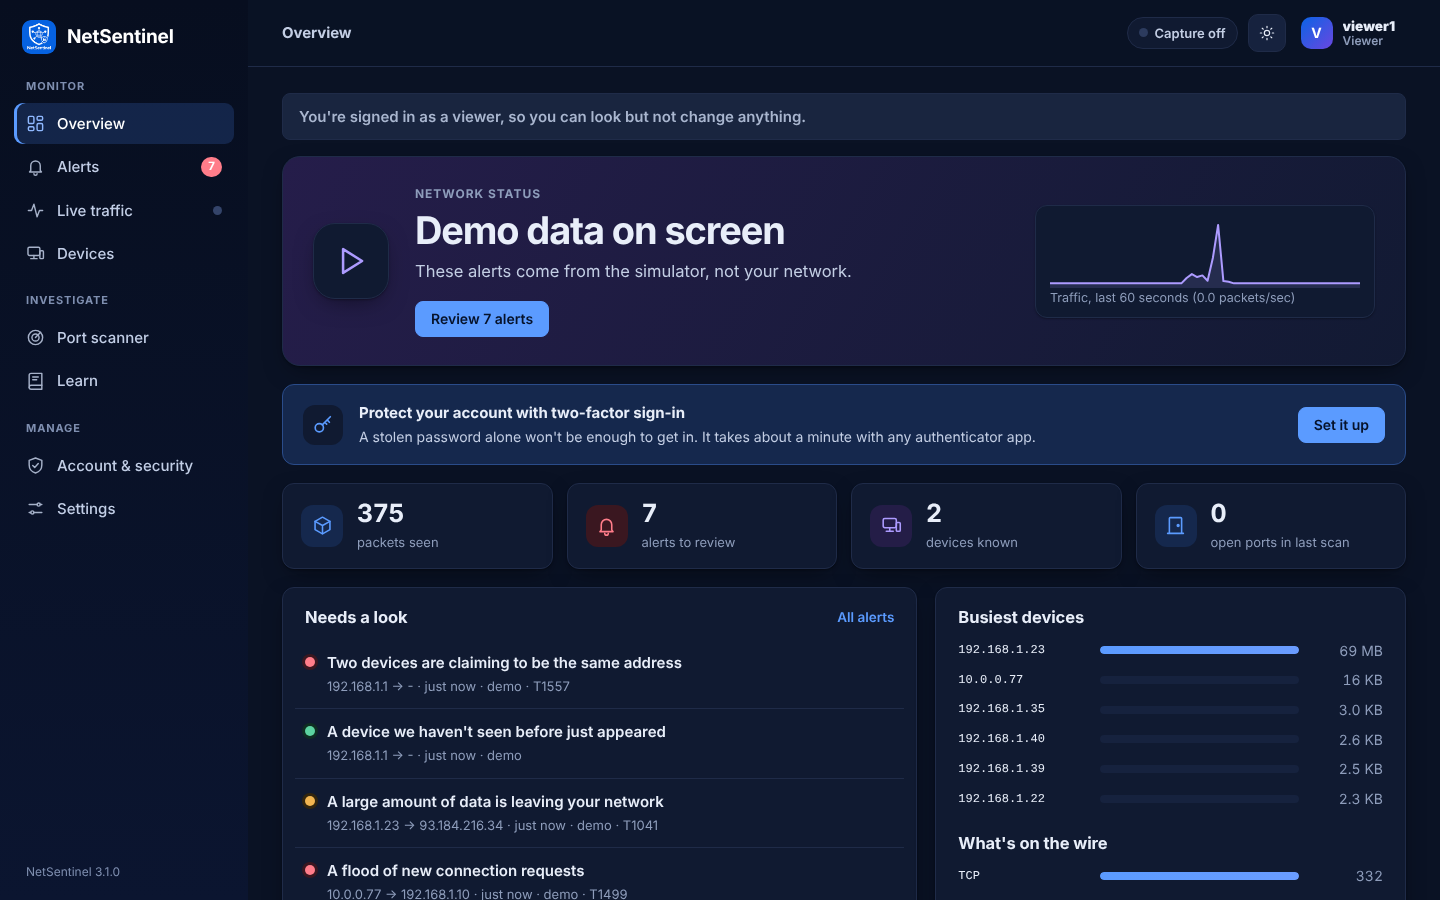 NetSentinel
NetSentinel
MONITOR
Overview
Alerts
7
Live traffic
Devices
INVESTIGATE
Port scanner
Learn
MANAGE
Account & security
Settings
NetSentinel 3.1.0
Overview
Capture off
V
viewer1
Viewer
You're signed in as a viewer, so you can look but not change anything.
NETWORK STATUS
Demo data on screen
These alerts come from the simulator, not your network.
Review 7 alerts
Traffic, last 60 seconds (0.0 packets/sec)
Protect your account with two-factor sign-in
A stolen password alone won't be enough to get in. It takes about a minute with any authenticator app.
Set it up
375
packets seen
7
alerts to review
2
devices known
0
open ports in last scan
Needs a look
All alerts
Two devices are claiming to be the same address
192.168.1.1 → - · just now · demo · T1557
A device we haven't seen before just appeared
192.168.1.1 → - · just now · demo
A large amount of data is leaving your network
192.168.1.23 → 93.184.216.34 · just now · demo · T1041
A flood of new connection requests
10.0.0.77 → 192.168.1.10 · just now · demo · T1499
Busiest devices
192.168.1.23 69 MB
10.0.0.77 16 KB
192.168.1.35 3.0 KB
192.168.1.40 2.6 KB
192.168.1.39 2.5 KB
192.168.1.22 2.3 KB
What's on the wire
TCP 332